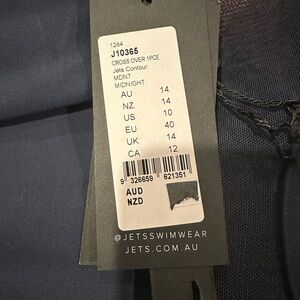 1284
J10365
CROSS OVER 1PCE
Jets Contour
MDNT
MIDNIGHT
AU 14
NZ 14
US 10
EU 40
UK 14
CA 12
9 326659 621351
AUD
NZD
@JETSSWIMWEAR
JETS.COM.AU